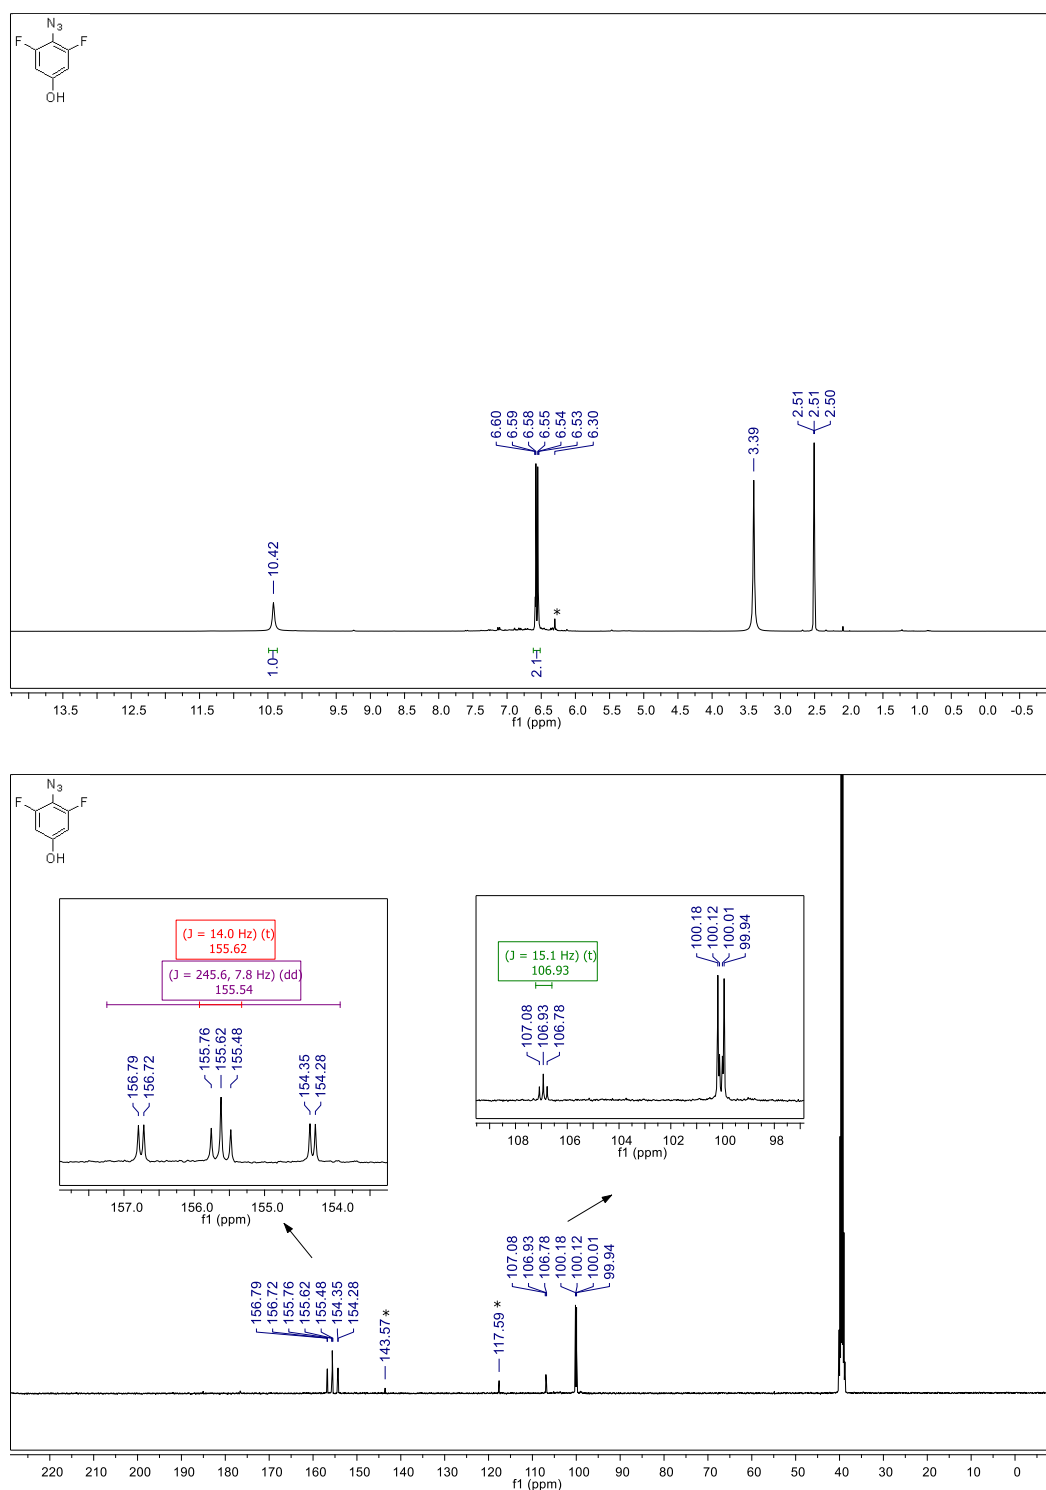 N3
F F
OH
6.60
6.59
6.58
6.55
6.54
6.53
6.30
2.51
2.51
2.50
3.39
10.42
*
1.0
2.1
13.5 12.5 11.5 10.5 9.5 9.0 8.5 8.0 7.5 7.0 6.5 6.0 5.5 5.0 4.5 4.0 3.5 3.0 2.5 2.0 1.5 1.0 0.5 0.0 -0.5
f1 (ppm)
N3
F F
OH
(J = 14.0 Hz) (t)
155.62
(J = 245.6, 7.8 Hz) (dd)
155.54
156.79
156.72
155.76
155.62
155.48
154.35
154.28
157.0 156.0 155.0 154.0
f1 (ppm)
(J = 15.1 Hz) (t)
106.93
107.08
106.93
106.78
100.18
100.12
100.01
99.94
108 106 104 102 100 98
f1 (ppm)
156.79
156.72
155.76
155.62
155.48
154.35
154.28
143.57 *
117.59 *
107.08
106.93
106.78
100.18
100.12
100.01
99.94
220 210 200 190 180 170 160 150 140 130 120 110 100 90 80 70 60 50 40 30 20 10 0
f1 (ppm)